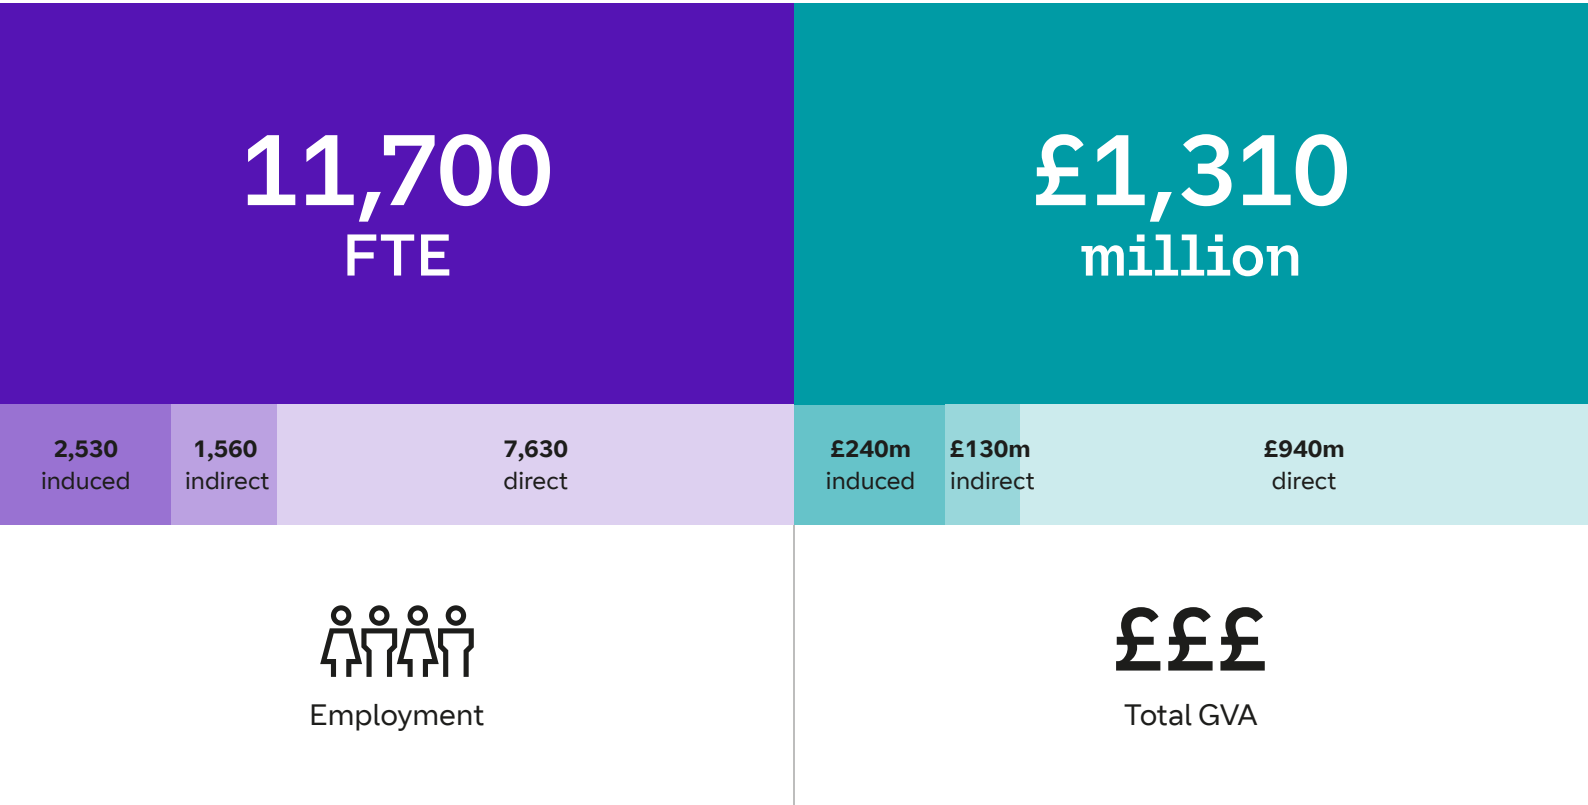 11,700
FTE
£1,310
million
2,530
induced
1,560
indirect
7,630
direct
£240m
induced
£130m
indirect
£940m
direct
Employment
£££
Total GVA